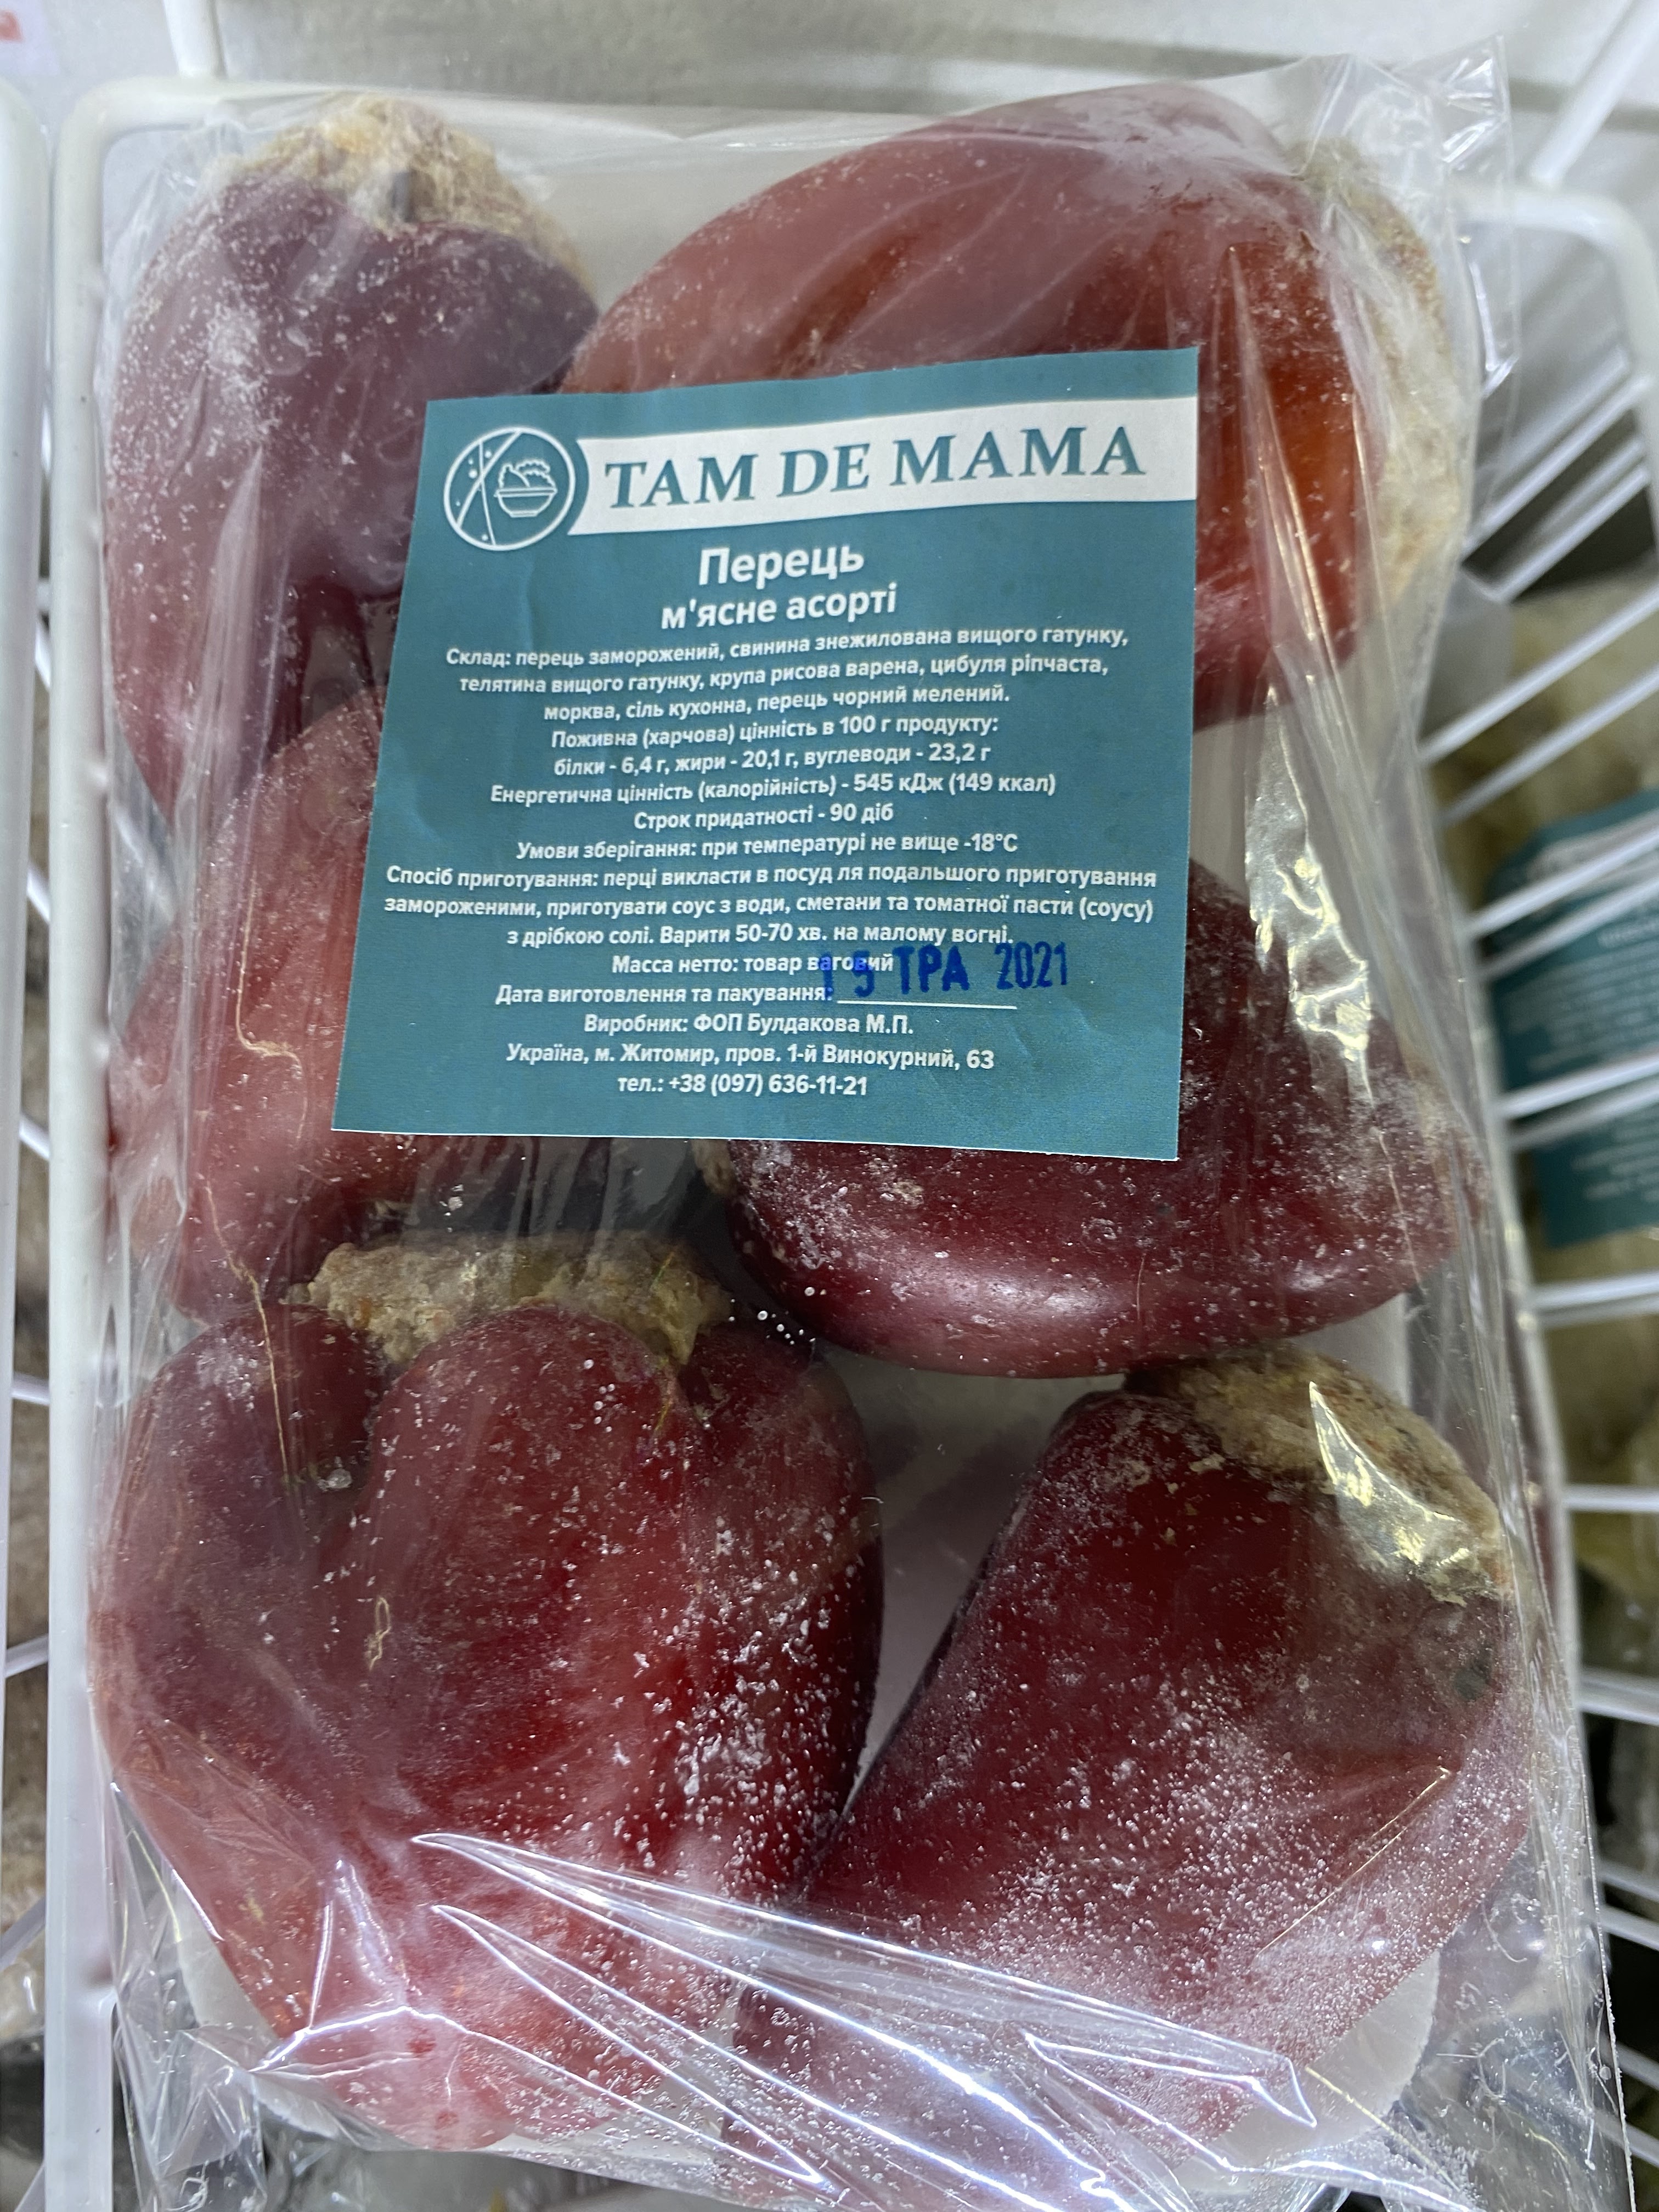 TAM DE MAMA
Перець
м'ясне асорті
Склад: перець заморожений, свинина знежилована вищого гатунку,
телятина вищого гатунку, крупа рисова варена, цибуля ріпчаста,
морква, сіль кухонна, перець чорний мелений.
Поживна (харчова) цінність в 100 г продукту:
білки - 6,4 г, жири - 20,1 г, вуглеводи - 23,2 г
Енергетична цінність (калорійність) - 545 кДж (149 ккал)
Строк придатності - 90 діб
Умови зберігання: при температурі не вище -18°С
Спосіб приготування: перці викласти в посуд ля подальшого приготування
замороженими, приготувати соус з води, сметани та томатної пасти (соусу)
з дрібкою солі. Варити 50-70 хв. на малому вогні.
Масса нетто: товар ваговий
Дата виготовлення та пакування: 19 ТРА 2021
Виробник: ФОП Булдакова М.П.
Україна, м. Житомир, пров. 1-й Винокурний, 63
тел.: +38 (097) 636-11-21